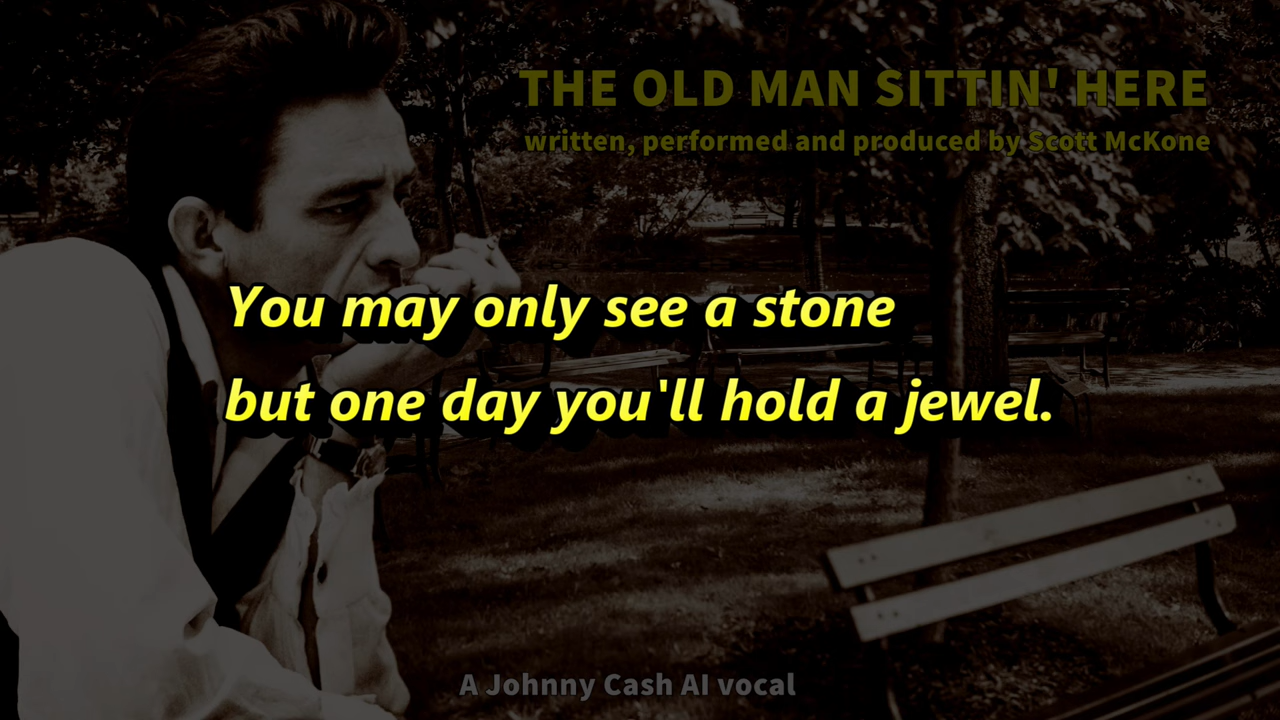 THE OLD MAN SITTIN' HERE
written, performed and produced by Scott McKone
You may only see a stone
but one day you'll hold a jewel.
A Johnny Cash AI vocal